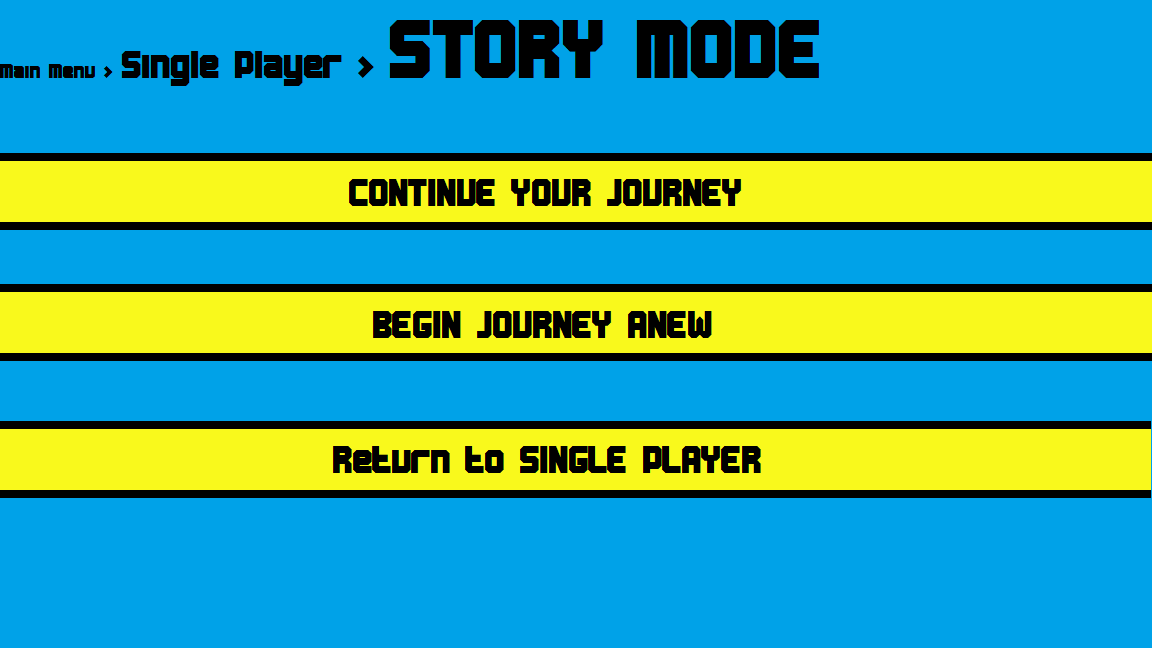 Main Menu > Single Player > STORY MODE
CONTINUE YOUR JOURNEY
BEGIN JOURNEY ANEW
Return to SINGLE PLAYER